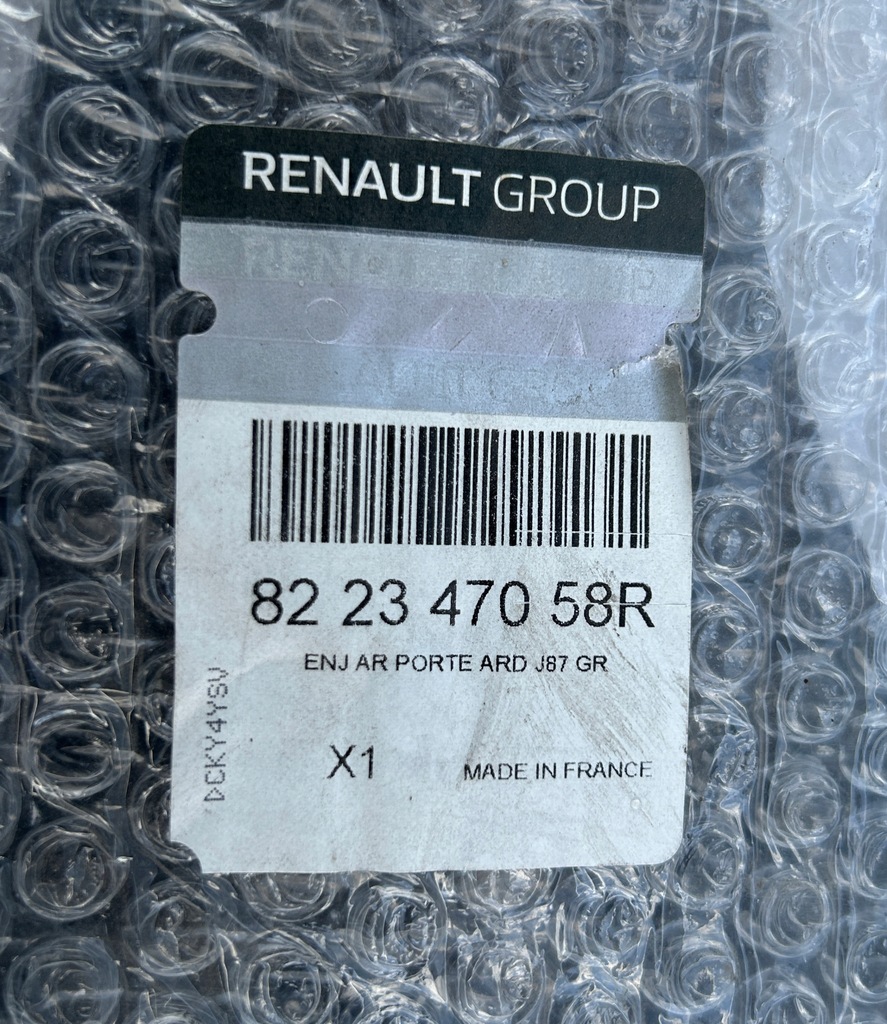 RENAULT GROUP
82 23 470 58R
ENJ AR PORTE ARD J87 GR
X1
MADE IN FRANCE
DCKY4YSV